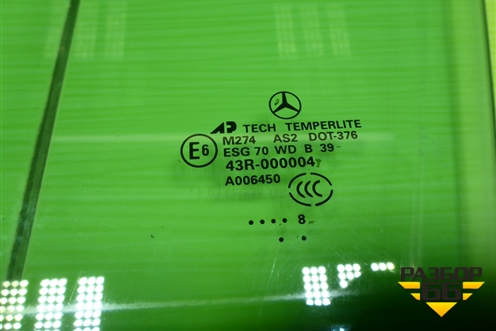 AP TECH TEMPERLITE
M274 AS2 DOT-376
E6 ESG 70 WD B 39
43R-000004
A006450
CCC
.... 8
РАЗБОР
66